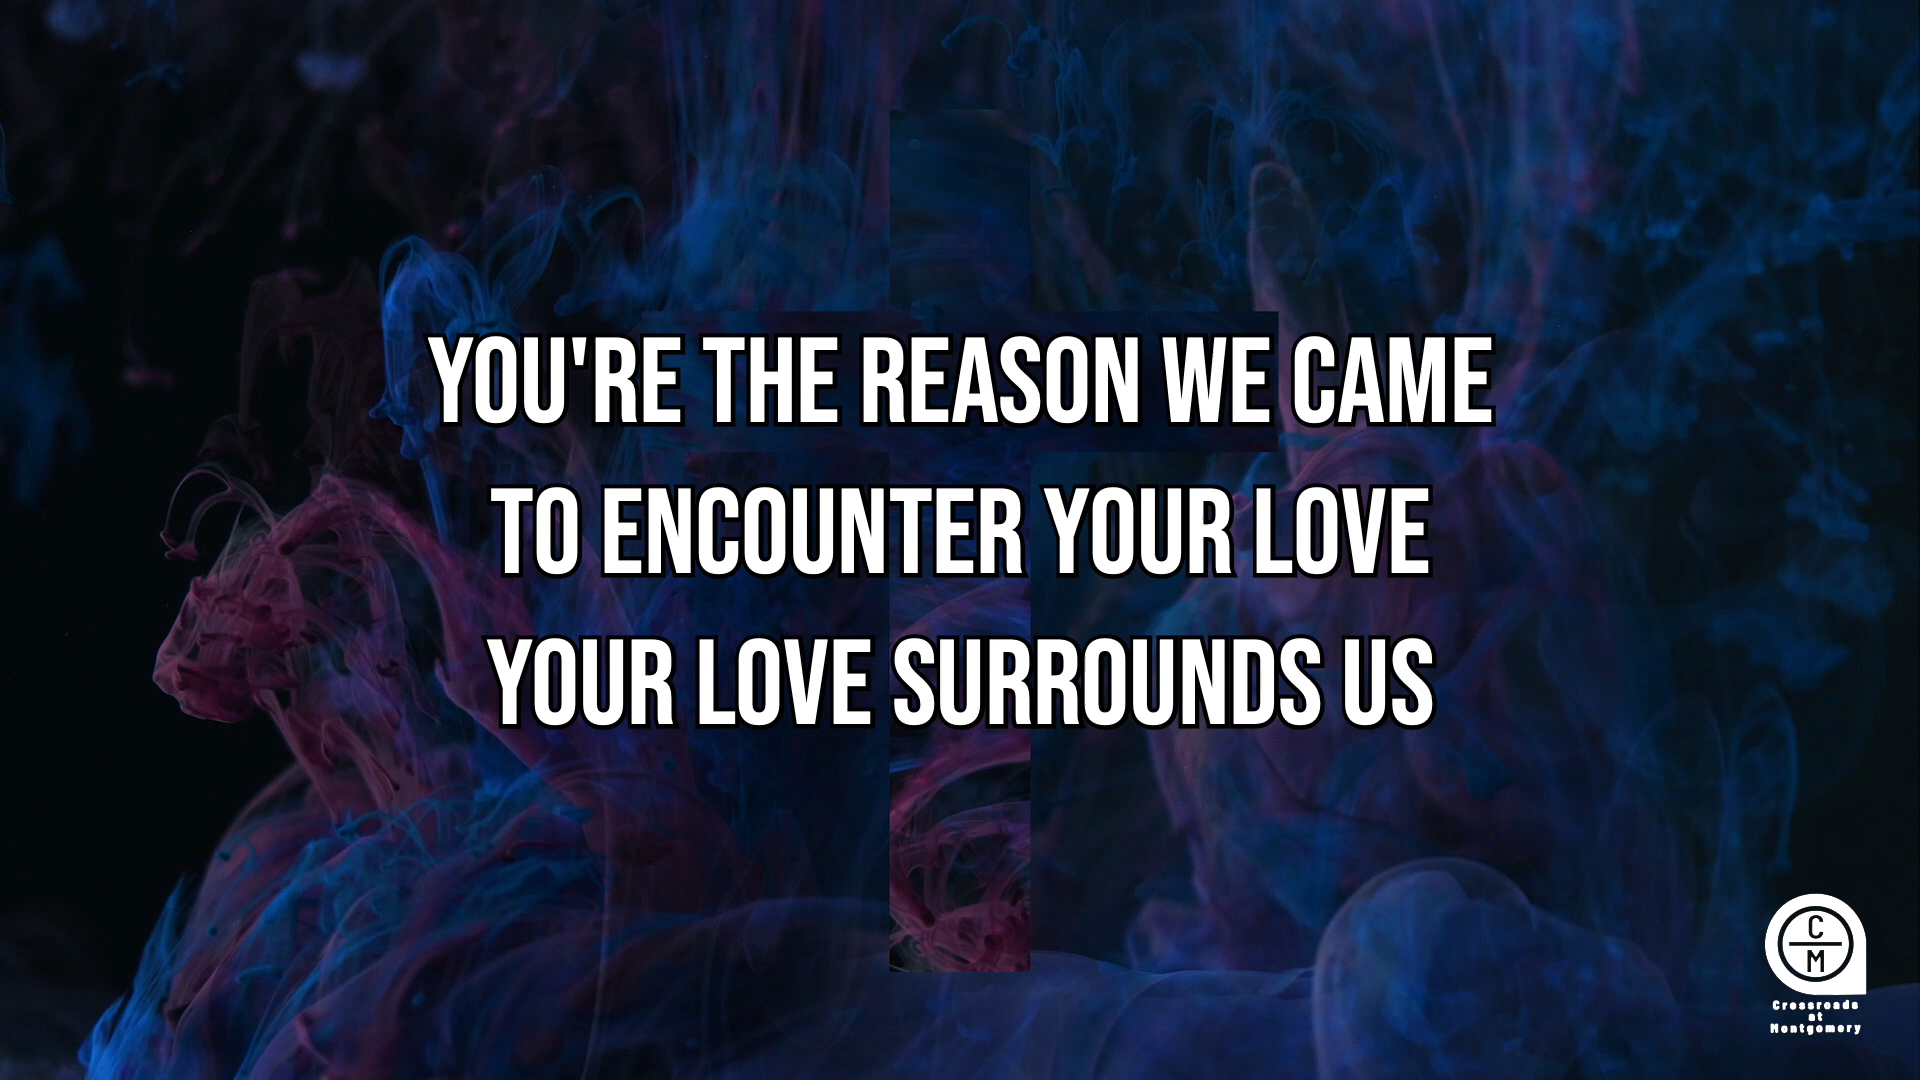 YOU'RE THE REASON WE CAME
TO ENCOUNTER YOUR LOVE
YOUR LOVE SURROUNDS US
C
M
Crossroads
at
Montgomery